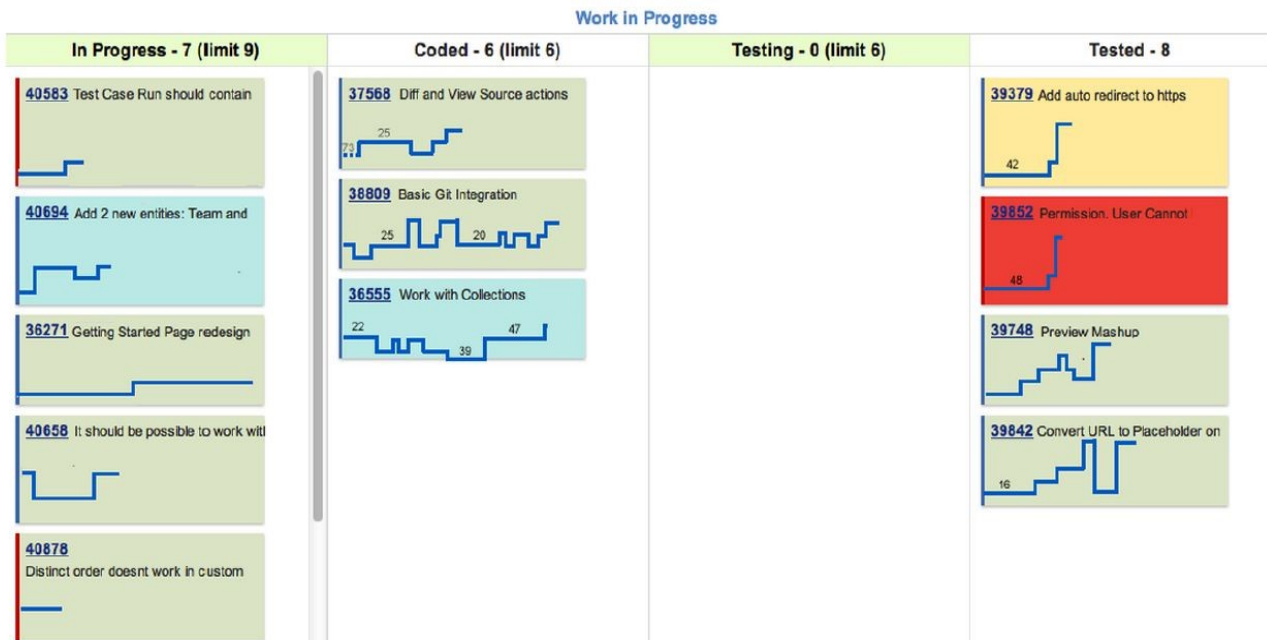 Work in Progress
In Progress - 7 (limit 9)
Coded - 6 (limit 6)
Testing - 0 (limit 6)
Tested - 8
40583 Test Case Run should contain
40694 Add 2 new entities: Team and
36271 Getting Started Page redesign
40658 It should be possible to work with
40878
Distinct order doesnt work in custom
37568 Diff and View Source actions
73
25
38809 Basic Git Integration
25
20
36555 Work with Collections
22
39
47
39379 Add auto redirect to https
42
39852 Permission. User Cannot
48
39748 Preview Mashup
39842 Convert URL to Placeholder on
16